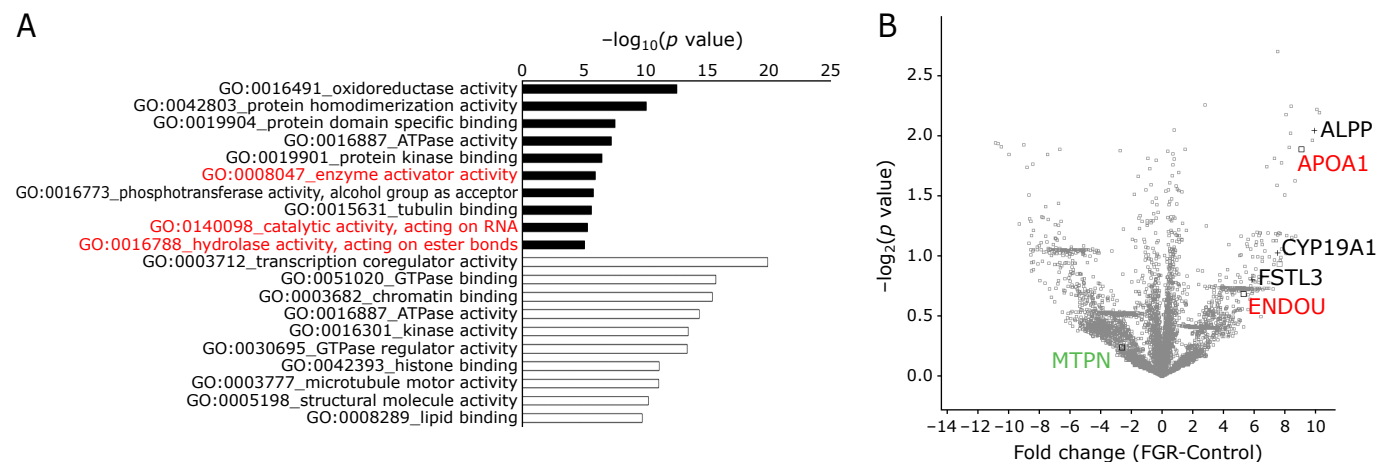 A
–log10(p value)
0 5 10 15 20 25
GO:0016491_oxidoreductase activity
GO:0042803_protein homodimerization activity
GO:0019904_protein domain specific binding
GO:0016887_ATPase activity
GO:0019901_protein kinase binding
GO:0008047_enzyme activator activity
GO:0016773_phosphotransferase activity, alcohol group as acceptor
GO:0015631_tubulin binding
GO:0140098_catalytic activity, acting on RNA
GO:0016788_hydrolase activity, acting on ester bonds
GO:0003712_transcription coregulator activity
GO:0051020_GTPase binding
GO:0003682_chromatin binding
GO:0016887_ATPase activity
GO:0016301_kinase activity
GO:0030695_GTPase regulator activity
GO:0042393_histone binding
GO:0003777_microtubule motor activity
GO:0005198_structural molecule activity
GO:0008289_lipid binding
B
–log2(p value)
2.5
2.0
1.5
1.0
0.5
0.0
ALPP
APOA1
CYP19A1
FSTL3
ENDOU
MTPN
–14 –12 –10 –8 –6 –4 –2 0 2 4 6 8 10
Fold change (FGR-Control)